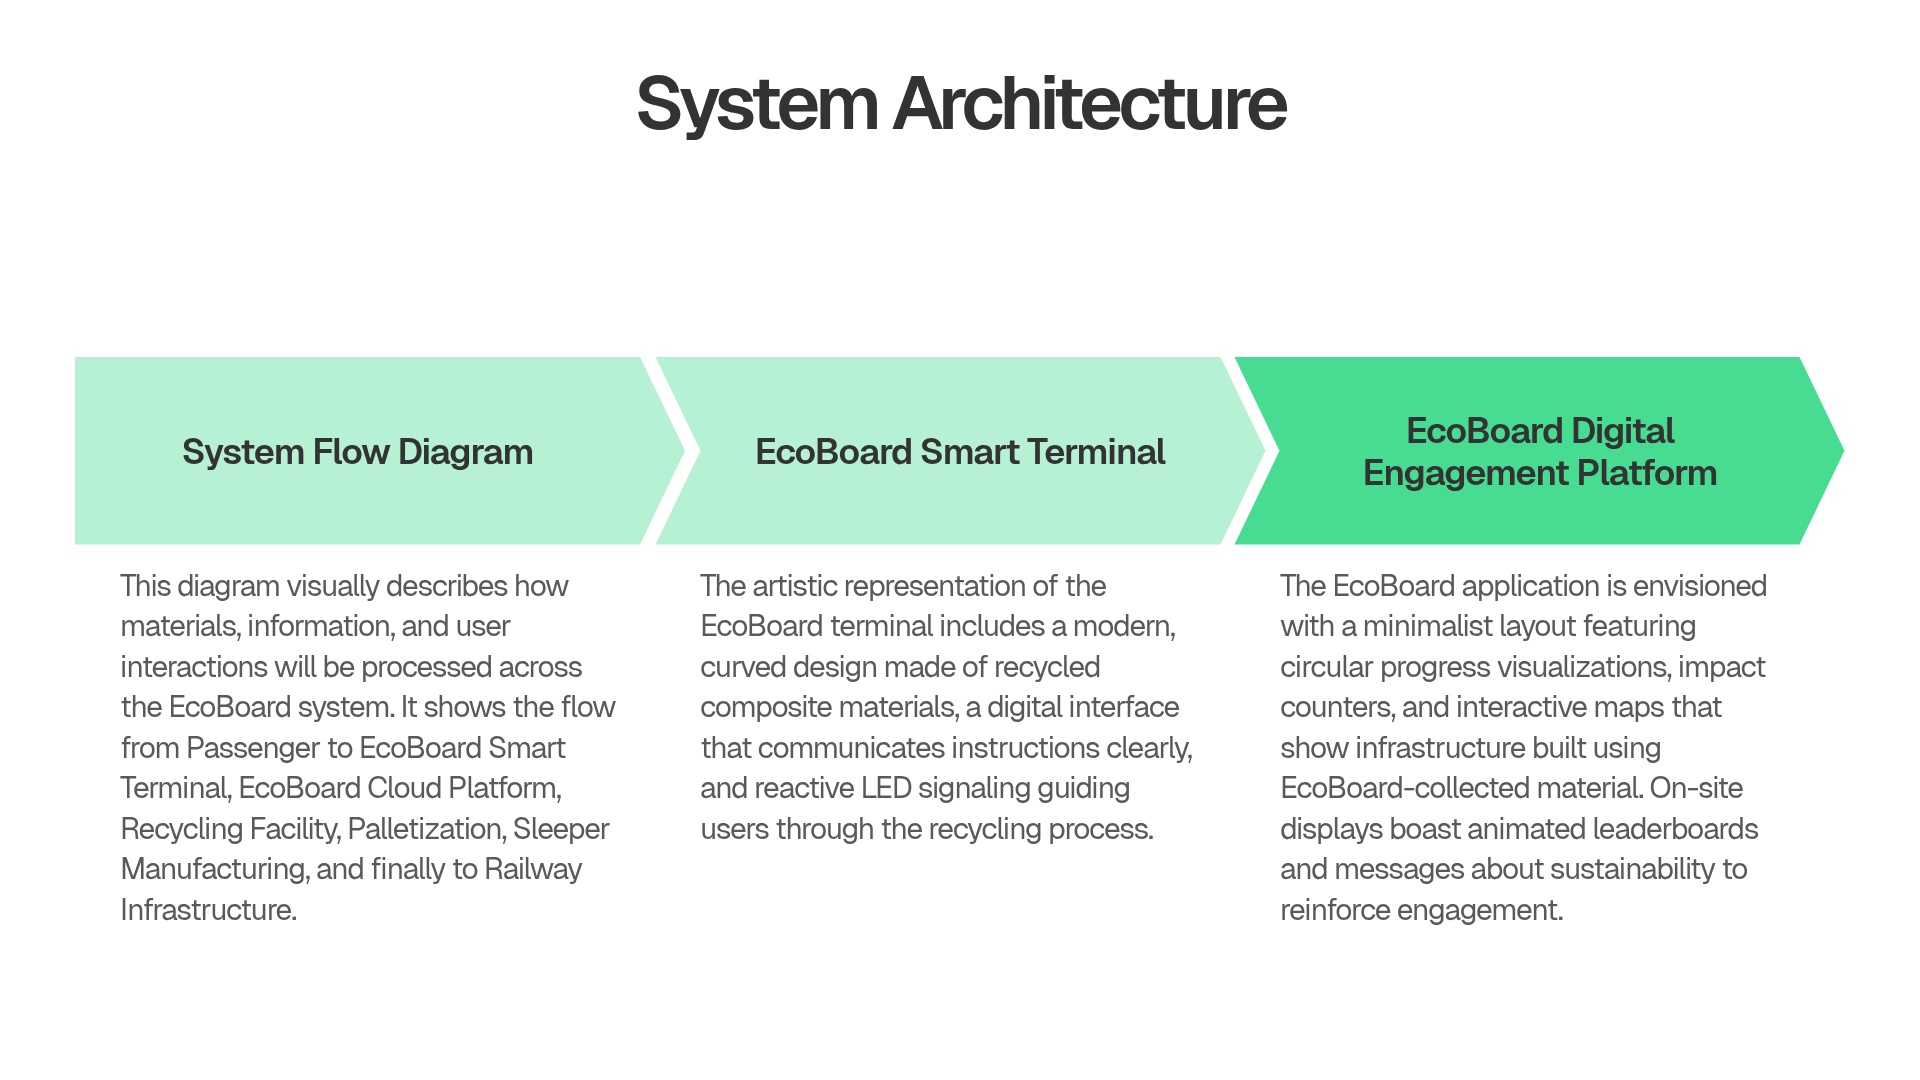 System Architecture
System Flow Diagram
This diagram visually describes how
materials, information, and user
interactions will be processed across
the EcoBoard system. It shows the flow
from Passenger to EcoBoard Smart
Terminal, EcoBoard Cloud Platform,
Recycling Facility, Palletization, Sleeper
Manufacturing, and finally to Railway
Infrastructure.
EcoBoard Smart Terminal
The artistic representation of the
EcoBoard terminal includes a modern,
curved design made of recycled
composite materials, a digital interface
that communicates instructions clearly,
and reactive LED signaling guiding
users through the recycling process.
EcoBoard Digital
Engagement Platform
The EcoBoard application is envisioned
with a minimalist layout featuring
circular progress visualizations, impact
counters, and interactive maps that
show infrastructure built using
EcoBoard-collected material. On-site
displays boast animated leaderboards
and messages about sustainability to
reinforce engagement.